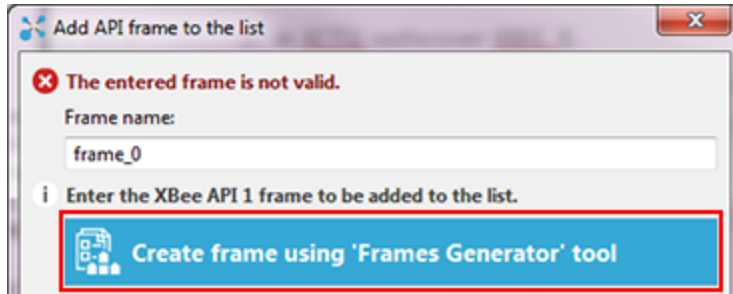 Add API frame to the list
The entered frame is not valid.
Frame name:
frame_0
i Enter the XBee API 1 frame to be added to the list.
Create frame using 'Frames Generator' tool